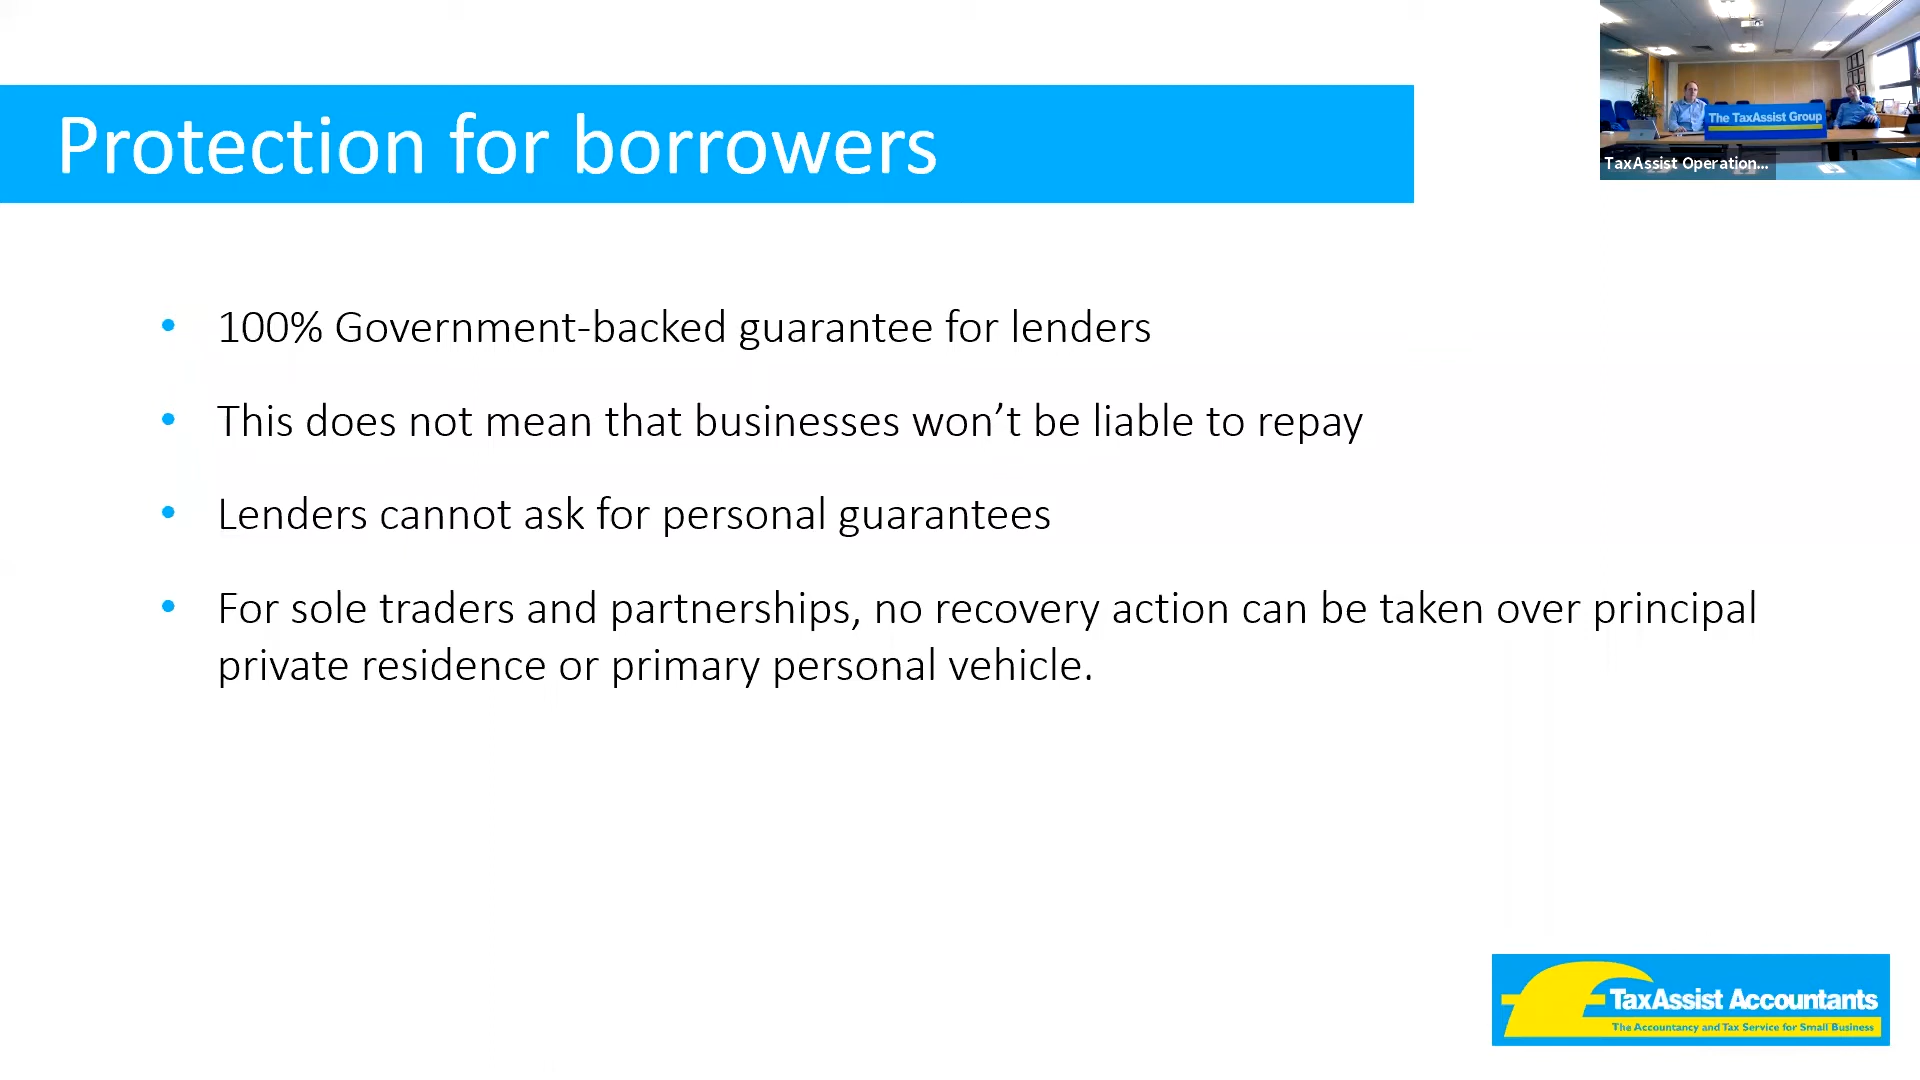 Protection for borrowers
The TaxAssist Group
TaxAssist Operation...
• 100% Government-backed guarantee for lenders
• This does not mean that businesses won’t be liable to repay
• Lenders cannot ask for personal guarantees
• For sole traders and partnerships, no recovery action can be taken over principal
private residence or primary personal vehicle.
TaxAssist Accountants
The Accountancy and Tax Service for Small Business